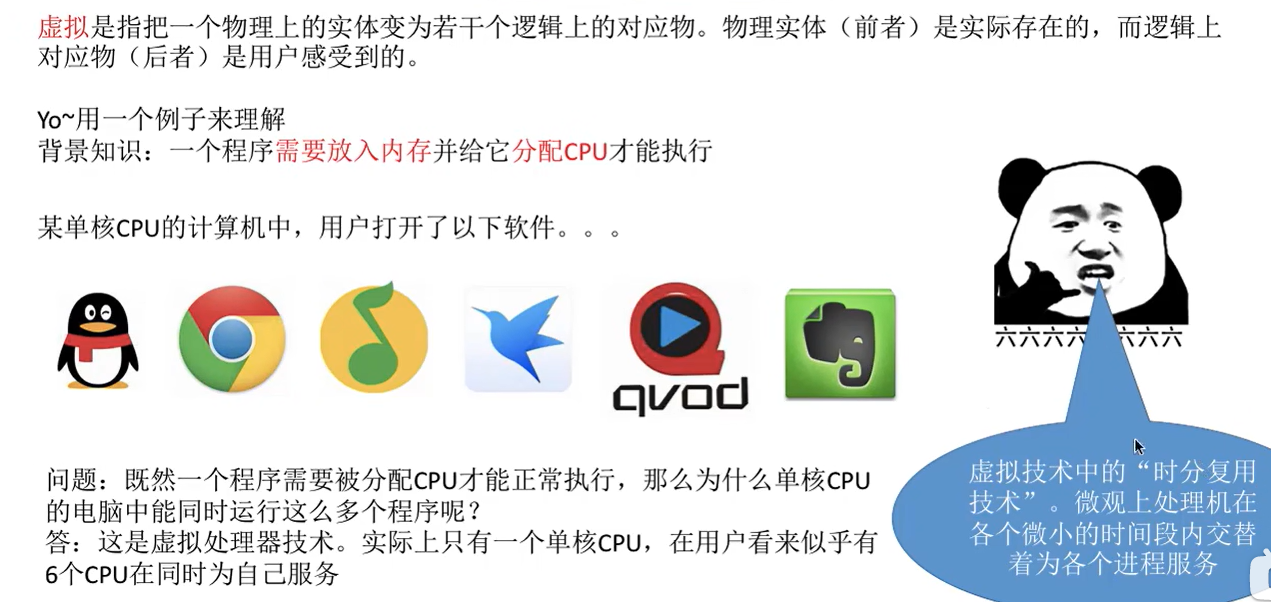 虚拟是指把一个物理上的实体变为若干个逻辑上的对应物。物理实体（前者）是实际存在的，而逻辑上
对应物（后者）是用户感受到的。
Yo~用一个例子来理解
背景知识：一个程序需要放入内存并给它分配CPU才能执行
某单核CPU的计算机中，用户打开了以下软件。。。
qvod
六六六六六六六六
问题：既然一个程序需要被分配CPU才能正常执行，那么为什么单核CPU
的电脑中能同时运行这么多个程序呢？
答：这是虚拟处理器技术。实际上只有一个单核CPU，在用户看来似乎有
6个CPU在同时为自己服务
虚拟技术中的“时分复用
技术”。微观上处理机在
各个微小的时间段内交替
着为各个进程服务